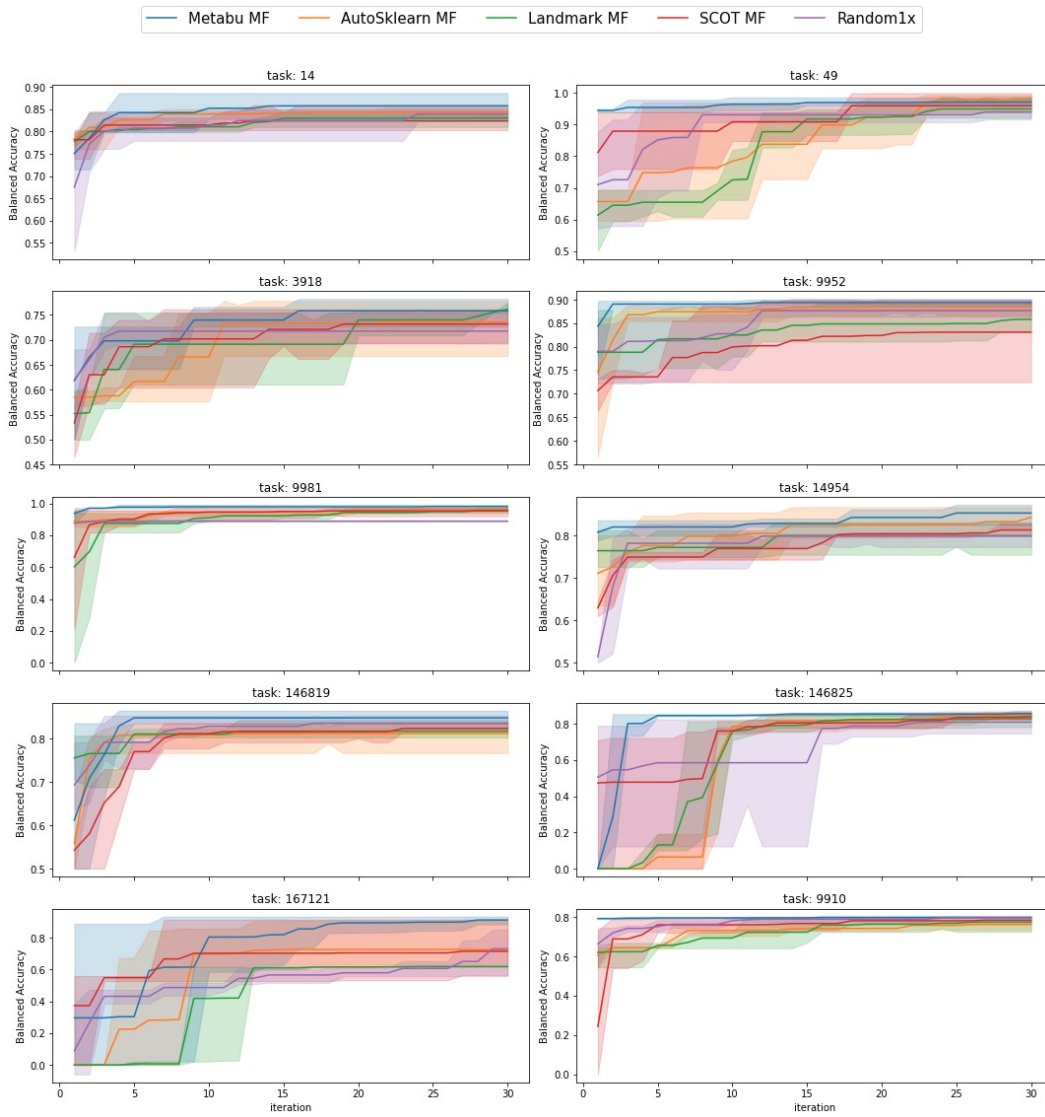 Metabu MF AutoSklearn MF Landmark MF SCOT MF Random1x
task: 14
0.90
0.85
0.80
0.75
0.70
0.65
0.60
0.55
Balanced Accuracy
task: 49
1.0
0.9
0.8
0.7
0.6
0.5
Balanced Accuracy
task: 3918
0.75
0.70
0.65
0.60
0.55
0.50
0.45
Balanced Accuracy
task: 9952
0.90
0.85
0.80
0.75
0.70
0.65
0.60
0.55
Balanced Accuracy
task: 9981
1.0
0.8
0.6
0.4
0.2
0.0
Balanced Accuracy
task: 14954
0.8
0.7
0.6
0.5
Balanced Accuracy
task: 146819
0.8
0.7
0.6
0.5
Balanced Accuracy
task: 146825
0.8
0.6
0.4
0.2
0.0
Balanced Accuracy
task: 167121
0.8
0.6
0.4
0.2
0.0
Balanced Accuracy
0 5 10 15 20 25 30
iteration
task: 9910
0.8
0.6
0.4
0.2
0.0
Balanced Accuracy
0 5 10 15 20 25 30
iteration